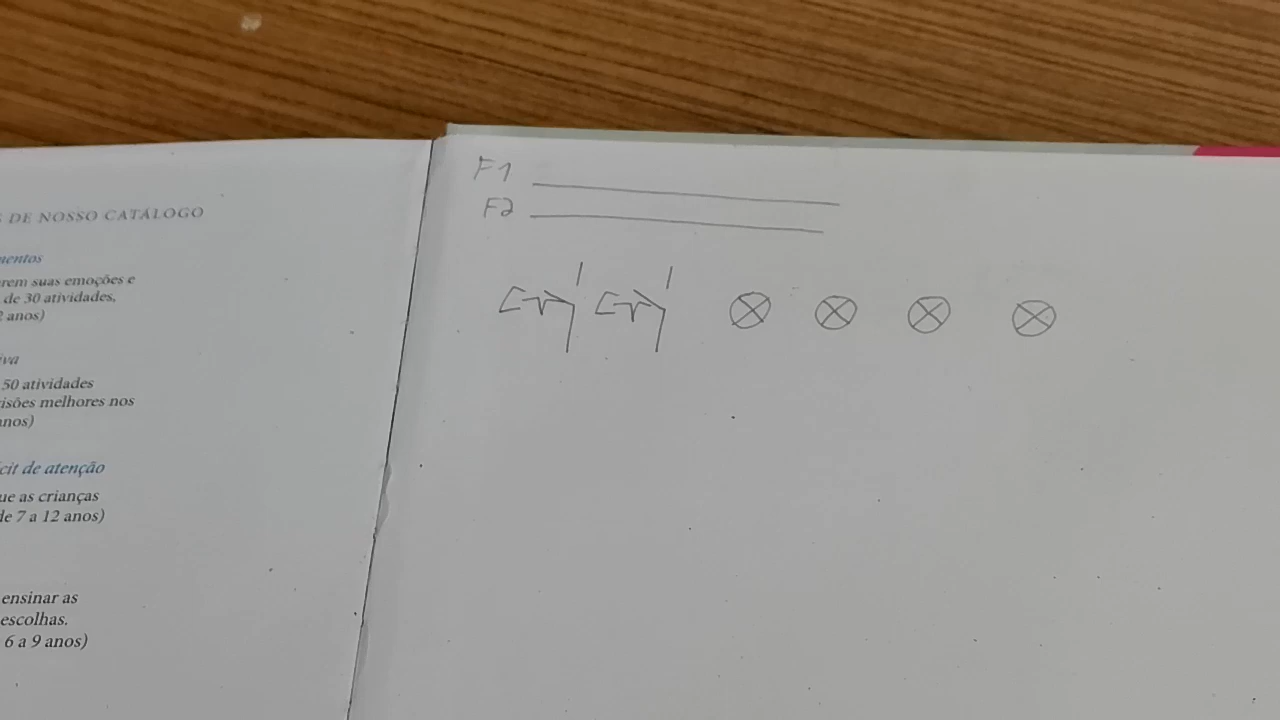 DE NOSSO CATÁLOGO
mentos
rem suas emoções e
de 30 atividades,
anos)
iva
50 atividades
isões melhores nos
nos)
cit de atenção
ue as crianças
de 7 a 12 anos)
ensinar as
escolhas.
6 a 9 anos)
F1
F2